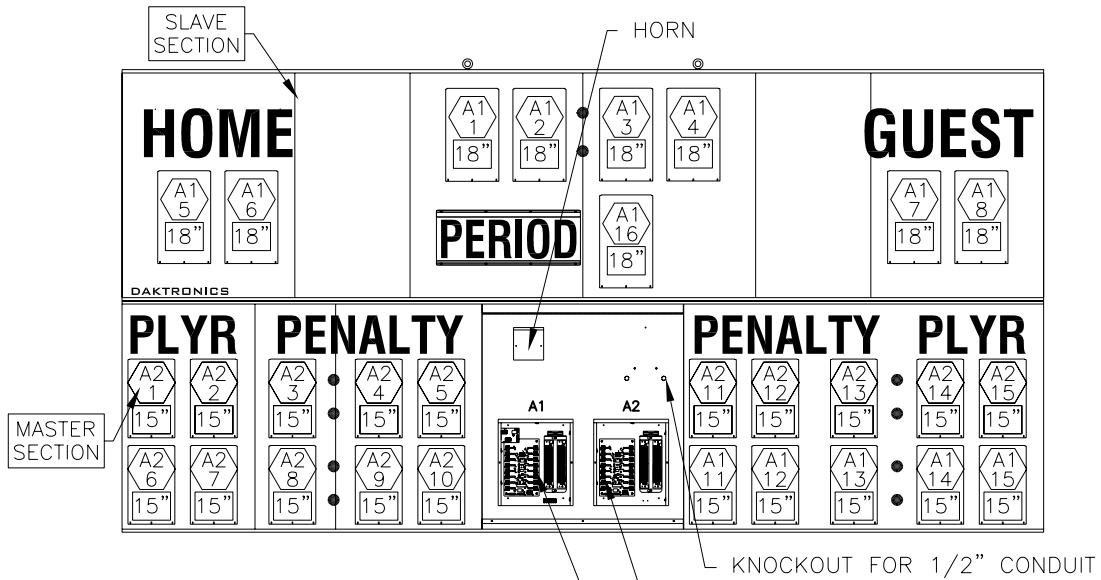 SLAVE
SECTION
HORN
A1 A1 A1 A1
1 2 3 4
18" 18" 18" 18"
HOME GUEST
A1 A1 A1 A1 A1
5 6 16 7 8
18" 18" 18" 18" 18"
PERIOD
DAKTRONICS
PLYR PENALTY PENALTY PLYR
A2 A2 A2 A2 A2 A2 A2 A2 A2 A2
1 2 3 4 5 11 12 13 14 15
15" 15" 15" 15" 15" 15" 15" 15" 15" 15"
A1 A2
MASTER
SECTION
A2 A2 A2 A2 A2 A1 A1 A1 A1 A1
6 7 8 9 10 11 12 13 14 15
15" 15" 15" 15" 15" 15" 15" 15" 15" 15"
KNOCKOUT FOR 1/2" CONDUIT